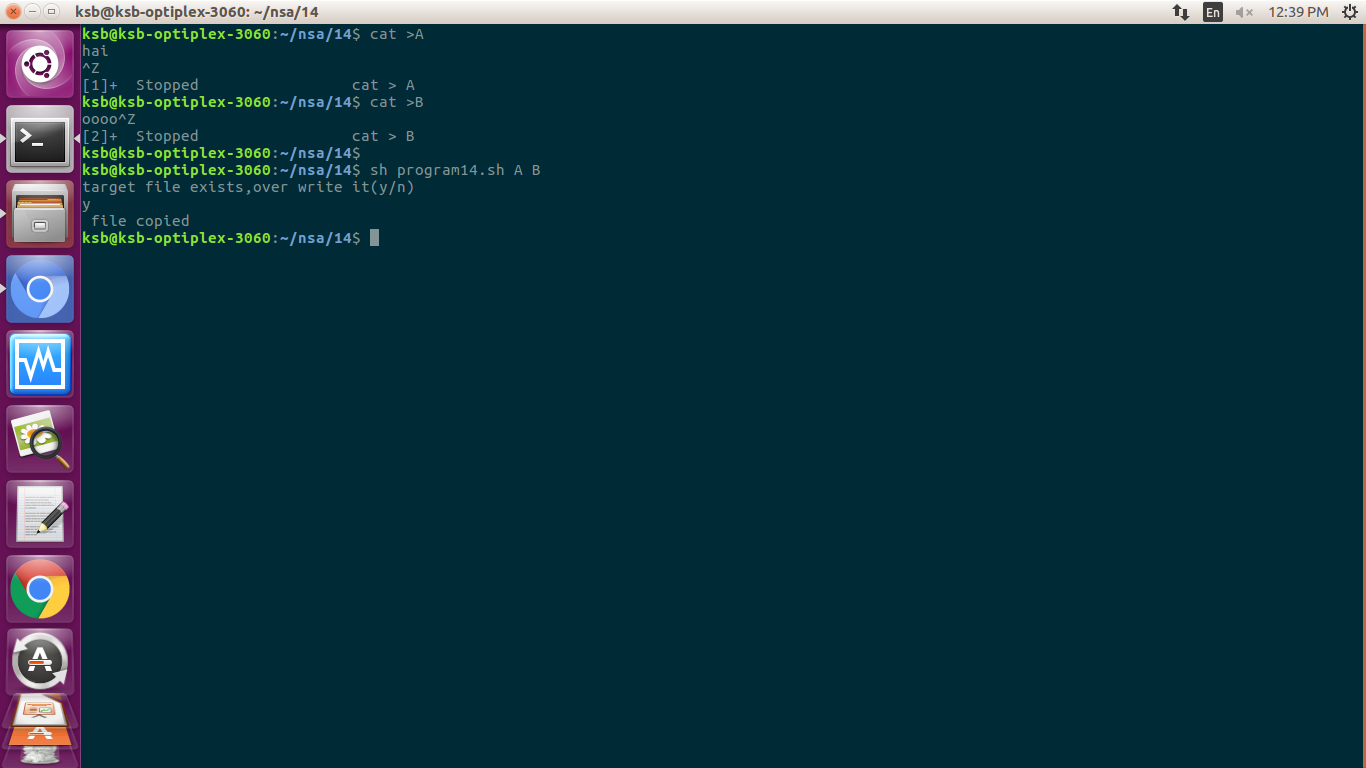 ksb@ksb-optiplex-3060: ~/nsa/14
En
12:39 PM
ksb@ksb-optiplex-3060:~/nsa/14$ cat >A
hai
^Z
[1]+  Stopped                 cat > A
ksb@ksb-optiplex-3060:~/nsa/14$ cat >B
oooo^Z
[2]+  Stopped                 cat > B
ksb@ksb-optiplex-3060:~/nsa/14$
ksb@ksb-optiplex-3060:~/nsa/14$ sh program14.sh A B
target file exists,over write it(y/n)
y
 file copied
ksb@ksb-optiplex-3060:~/nsa/14$